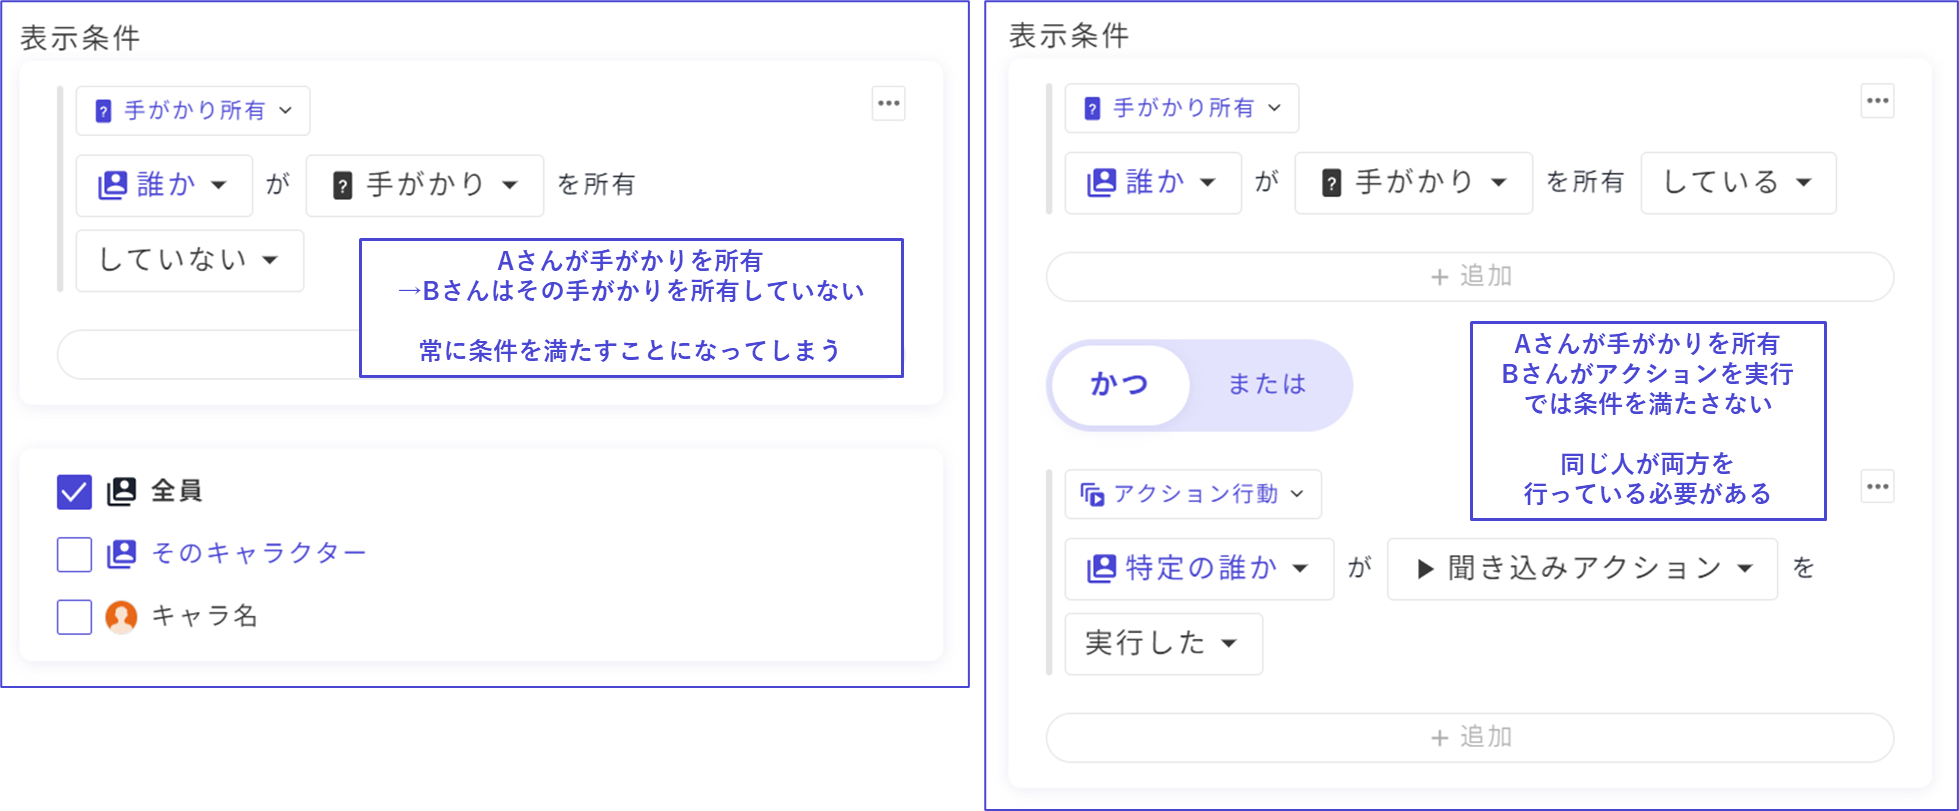 表示条件
手がかり所有
誰か が 手がかり を所有
していない
Aさんが手がかりを所有
→Bさんはその手がかりを所有していない
常に条件を満たすことになってしまう
全員
そのキャラクター
キャラ名
表示条件
手がかり所有
誰か が 手がかり を所有 している
+ 追加
かつ または
Aさんが手がかりを所有
Bさんがアクションを実行
では条件を満たさない
同じ人が両方を
行っている必要がある
アクション行動
特定の誰か が 聞き込みアクション を
実行した
+ 追加